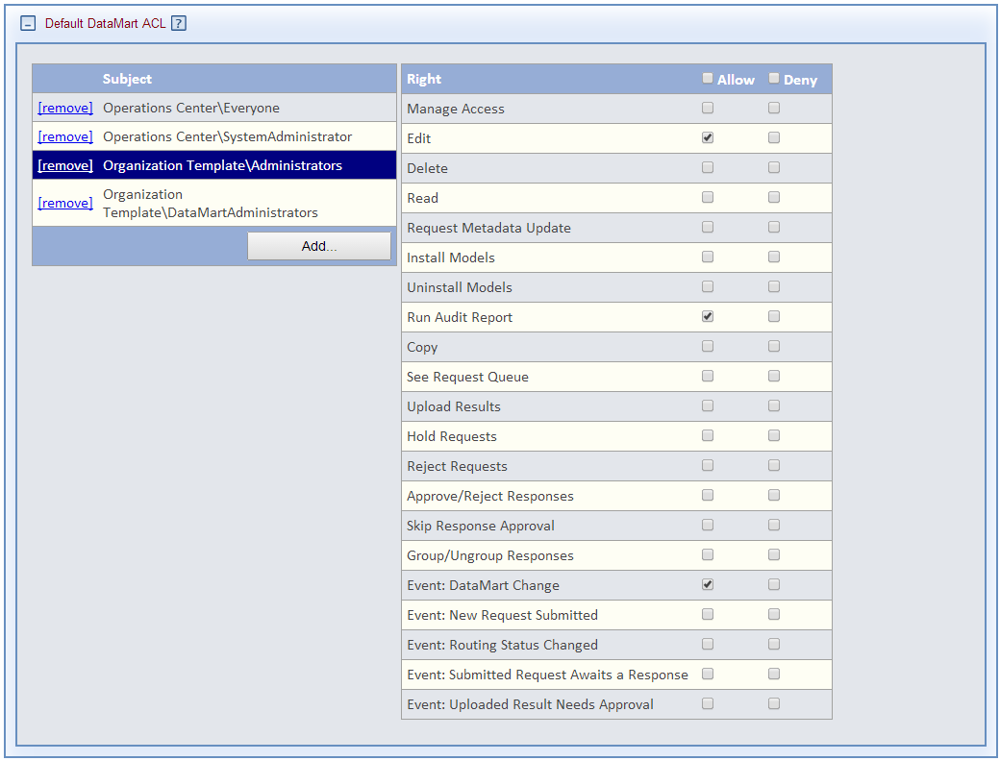 Default DataMart ACL ?
Subject
[remove] Operations Center\Everyone
[remove] Operations Center\SystemAdministrator
[remove] Organization Template\Administrators
[remove] Organization
Template\DataMartAdministrators
Add...
Right Allow Deny
Manage Access
Edit
Delete
Read
Request Metadata Update
Install Models
Uninstall Models
Run Audit Report
Copy
See Request Queue
Upload Results
Hold Requests
Reject Requests
Approve/Reject Responses
Skip Response Approval
Group/Ungroup Responses
Event: DataMart Change
Event: New Request Submitted
Event: Routing Status Changed
Event: Submitted Request Awaits a Response
Event: Uploaded Result Needs Approval